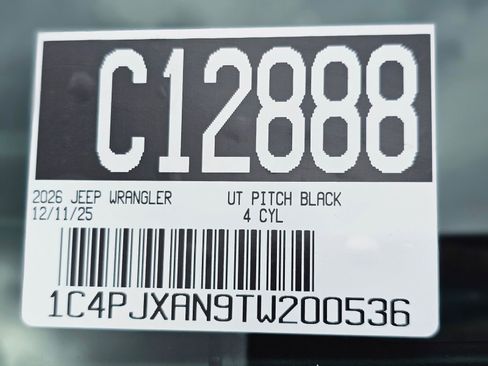 C12888
2026 JEEP WRANGLER UT PITCH BLACK
12/11/25 4 CYL
1C4PJXAN9TW200536